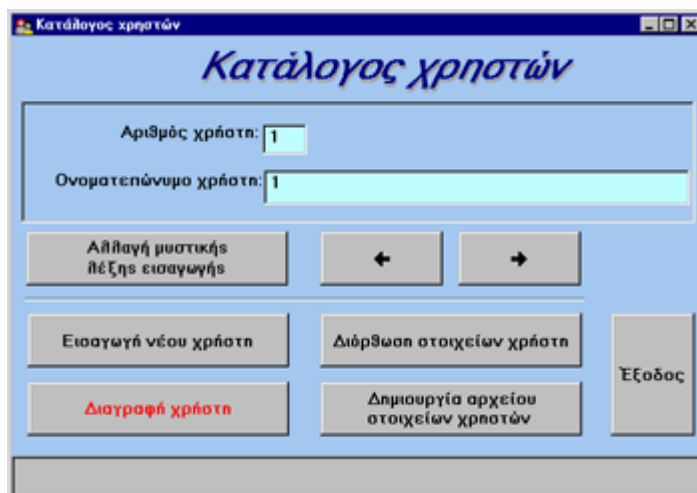 Κατάλογος χρηστών
Κατάλογος χρηστών
Αριθμός χρήστη: 1
Ονοματεπώνυμο χρήστη: 1
Αλλαγή μυστικής
λέξης εισαγωγής
Εισαγωγή νέου χρήστη
Διόρθωση στοιχείων χρήστη
Έξοδος
Διαγραφή χρήστη
Δημιουργία αρχείου
στοιχείων χρηστών